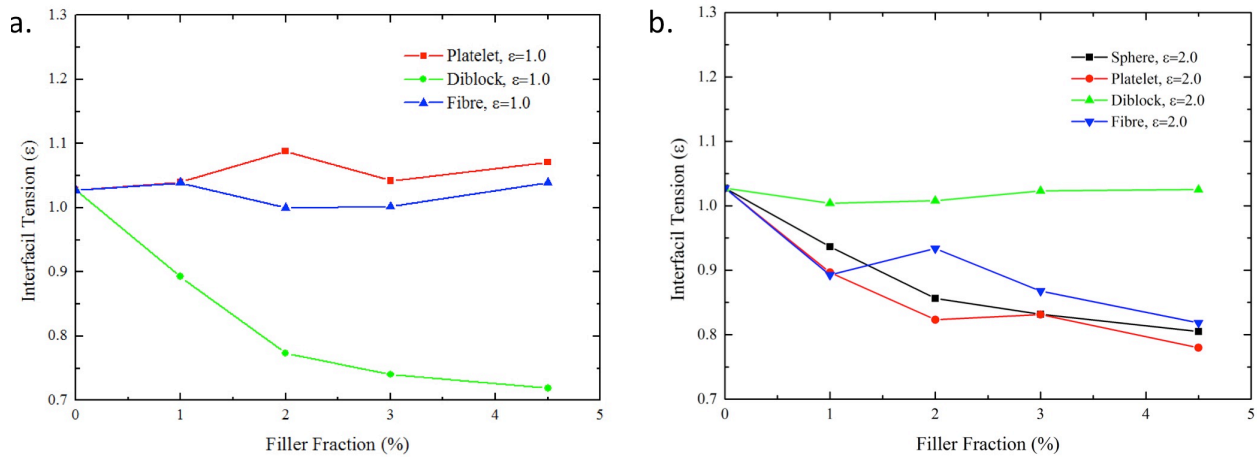 a.
1.3
1.2
1.1
1.0
0.9
0.8
0.7
Interfacil Tension (ε)
Platelet, ε=1.0
Diblock, ε=1.0
Fibre, ε=1.0
0 1 2 3 4 5
Filler Fraction (%)
b.
1.3
1.2
1.1
1.0
0.9
0.8
0.7
Interfacil Tension (ε)
Sphere, ε=2.0
Platelet, ε=2.0
Diblock, ε=2.0
Fibre, ε=2.0
0 1 2 3 4 5
Filler Fraction (%)